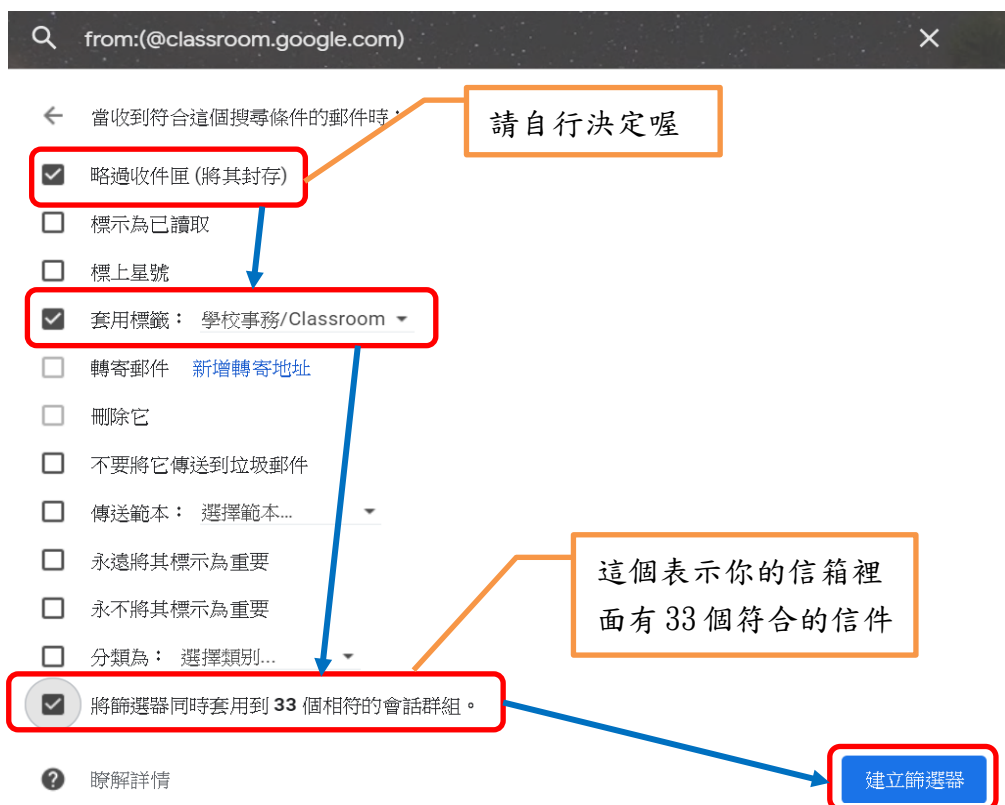 from:(@classroom.google.com)
當收到符合這個搜尋條件的郵件時：
請自行決定喔
略過收件匣 (將其封存)
標示為已讀取
標上星號
套用標籤： 學校事務/Classroom
轉寄郵件 新增轉寄地址
刪除它
不要將它傳送到垃圾郵件
傳送範本： 選擇範本...
永遠將其標示為重要
這個表示你的信箱裡
面有 33 個符合的信件
永不將其標示為重要
分類為： 選擇類別...
將篩選器同時套用到 33 個相符的會話群組。
瞭解詳情
建立篩選器